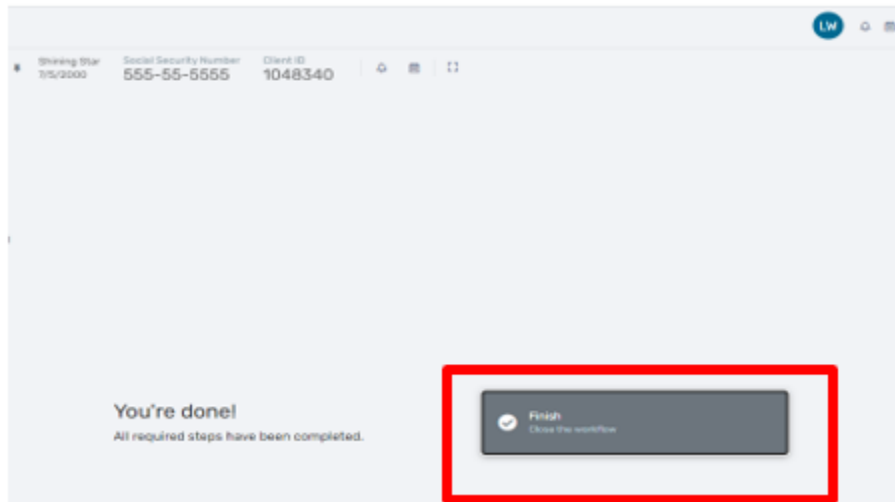 LW
Shining Star
7/5/2000
Social Security Number
555-55-5555
Client ID
1048340
You're done!
All required steps have been completed.
Finish
Close the workflow